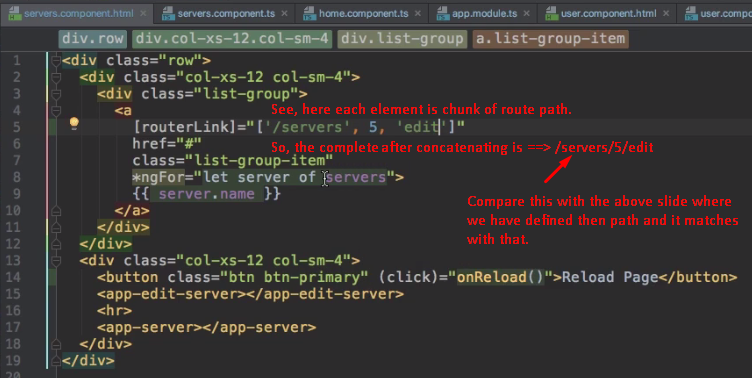 servers.component.html × servers.component.ts × home.component.ts × app.module.ts × user.component.html × user.compo
div.row div.col-xs-12.col-sm-4 div.list-group a.list-group-item
1 <div class="row">
2 <div class="col-xs-12 col-sm-4">
3 <div class="list-group">
4 <a
See, here each element is chunk of route path.
5 [routerLink]="['/servers', 5, 'edit']"
6 href="#"
So, the complete after concatenating is ==> /servers/5/edit
7 class="list-group-item"
8 *ngFor="let server of servers">
9 {{ server.name }}
Compare this with the above slide where
we have defined then path and it matches
with that.
10 </a>
11 </div>
12 </div>
13 <div class="col-xs-12 col-sm-4">
14 <button class="btn btn-primary" (click)="onReload()">Reload Page</button>
15 <app-edit-server></app-edit-server>
16 <hr>
17 <app-server></app-server>
18 </div>
19 </div>
20